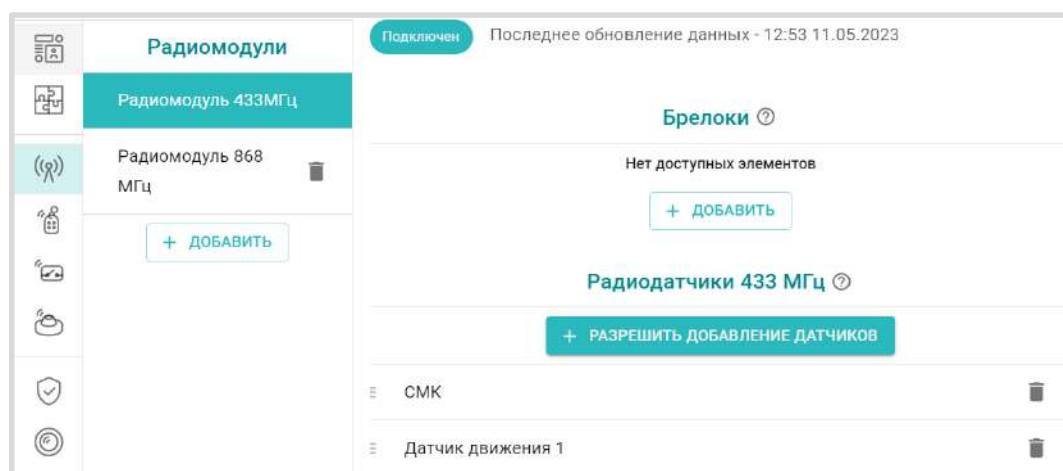 Радиомодули
Радиомодуль 433МГц
Радиомодуль 868
МГц
+ ДОБАВИТЬ
Подключен
Последнее обновление данных - 12:53 11.05.2023
Брелоки
Нет доступных элементов
+ ДОБАВИТЬ
Радиодатчики 433 МГц
+ РАЗРЕШИТЬ ДОБАВЛЕНИЕ ДАТЧИКОВ
СМК
Датчик движения 1